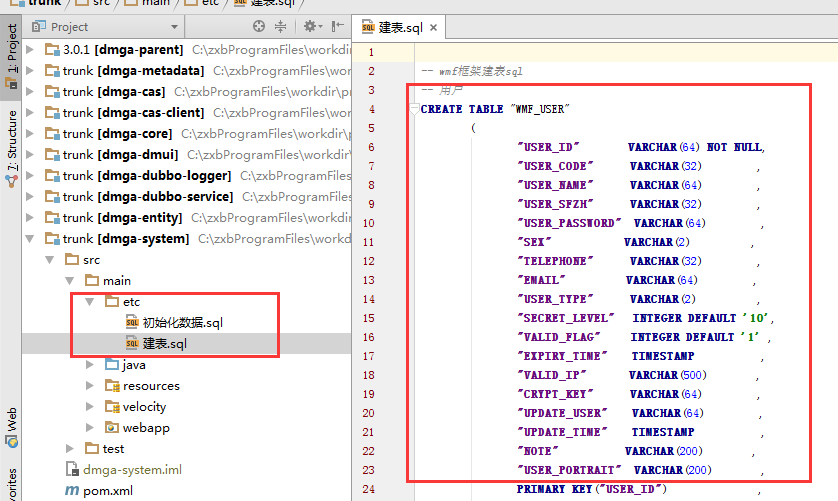 trunk src main etc 建表.sql
Project
建表.sql
1: Project
7: Structure
Web
3.0.1 [dmga-parent] C:\zxbProgramFiles\workdir
trunk [dmga-metadata] C:\zxbProgramFiles\workd
trunk [dmga-cas] C:\zxbProgramFiles\workdir\pr
trunk [dmga-cas-client] C:\zxbProgramFiles\workd
trunk [dmga-core] C:\zxbProgramFiles\workdir\p
trunk [dmga-dmui] C:\zxbProgramFiles\workdir\
trunk [dmga-dubbo-logger] C:\zxbProgramFiles
trunk [dmga-dubbo-service] C:\zxbProgramFiles
trunk [dmga-entity] C:\zxbProgramFiles\workdir
trunk [dmga-system] C:\zxbProgramFiles\workd
src
main
etc
初始化数据.sql
建表.sql
java
resources
velocity
webapp
test
dmga-system.iml
pom.xml
1
2 -- wmf框架建表sql
3 -- 用户
4 CREATE TABLE "WMF_USER"
5 (
6 "USER_ID" VARCHAR(64) NOT NULL,
7 "USER_CODE" VARCHAR(32) ,
8 "USER_NAME" VARCHAR(64) ,
9 "USER_SFZH" VARCHAR(32) ,
10 "USER_PASSWORD" VARCHAR(64) ,
11 "SEX" VARCHAR(2) ,
12 "TELEPHONE" VARCHAR(32) ,
13 "EMAIL" VARCHAR(64) ,
14 "USER_TYPE" VARCHAR(2) ,
15 "SECRET_LEVEL" INTEGER DEFAULT '10',
16 "VALID_FLAG" INTEGER DEFAULT '1' ,
17 "EXPIRY_TIME" TIMESTAMP ,
18 "VALID_IP" VARCHAR(500) ,
19 "CRYPT_KEY" VARCHAR(64) ,
20 "UPDATE_USER" VARCHAR(64) ,
21 "UPDATE_TIME" TIMESTAMP ,
22 "NOTE" VARCHAR(200) ,
23 "USER_PORTRAIT" VARCHAR(200) ,
24 PRIMARY KEY("USER_ID") ,